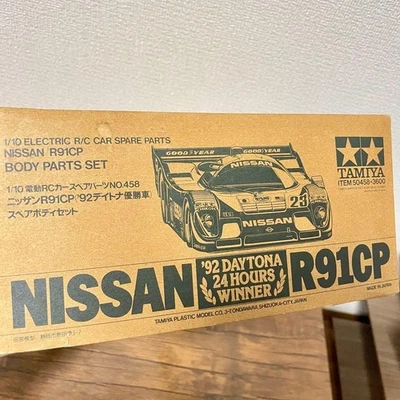 1/10 ELECTRIC R/C CAR SPARE PARTS
NISSAN R91CP
BODY PARTS SET
1/10 電動RCカースペアパーツNO.458
ニッサンR91CP('92デイトナ優勝車)
スペアボディセット
GOOD YEAR
GOOD YEAR
NISSAN
23
TAMIYA
ITEM 50458-3600
NISSAN
'92 DAYTONA
24 HOURS
WINNER
R91CP
TAMIYA PLASTIC MODEL CO. 3-7, ONDAWARA SHIZUOKA-CITY, JAPAN
MADE IN JAPAN